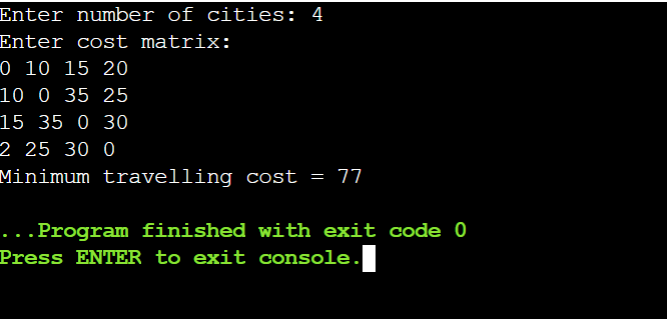 Enter number of cities: 4
Enter cost matrix:
0 10 15 20
10 0 35 25
15 35 0 30
2 25 30 0
Minimum travelling cost = 77
...Program finished with exit code 0
Press ENTER to exit console.